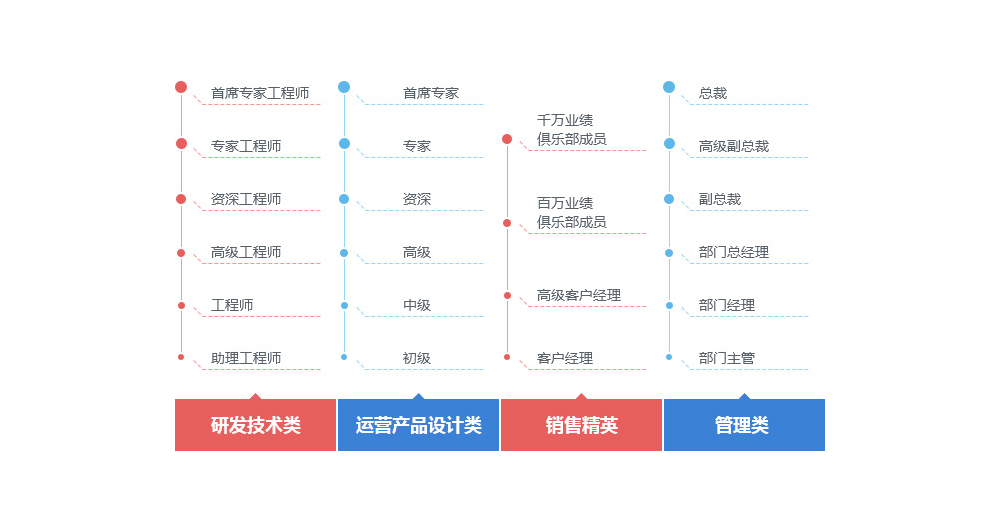 首席专家工程师
专家工程师
资深工程师
高级工程师
工程师
助理工程师
研发技术类
首席专家
专家
资深
高级
中级
初级
运营产品设计类
千万业绩
俱乐部成员
百万业绩
俱乐部成员
高级客户经理
客户经理
销售精英
总裁
高级副总裁
副总裁
部门总经理
部门经理
部门主管
管理类